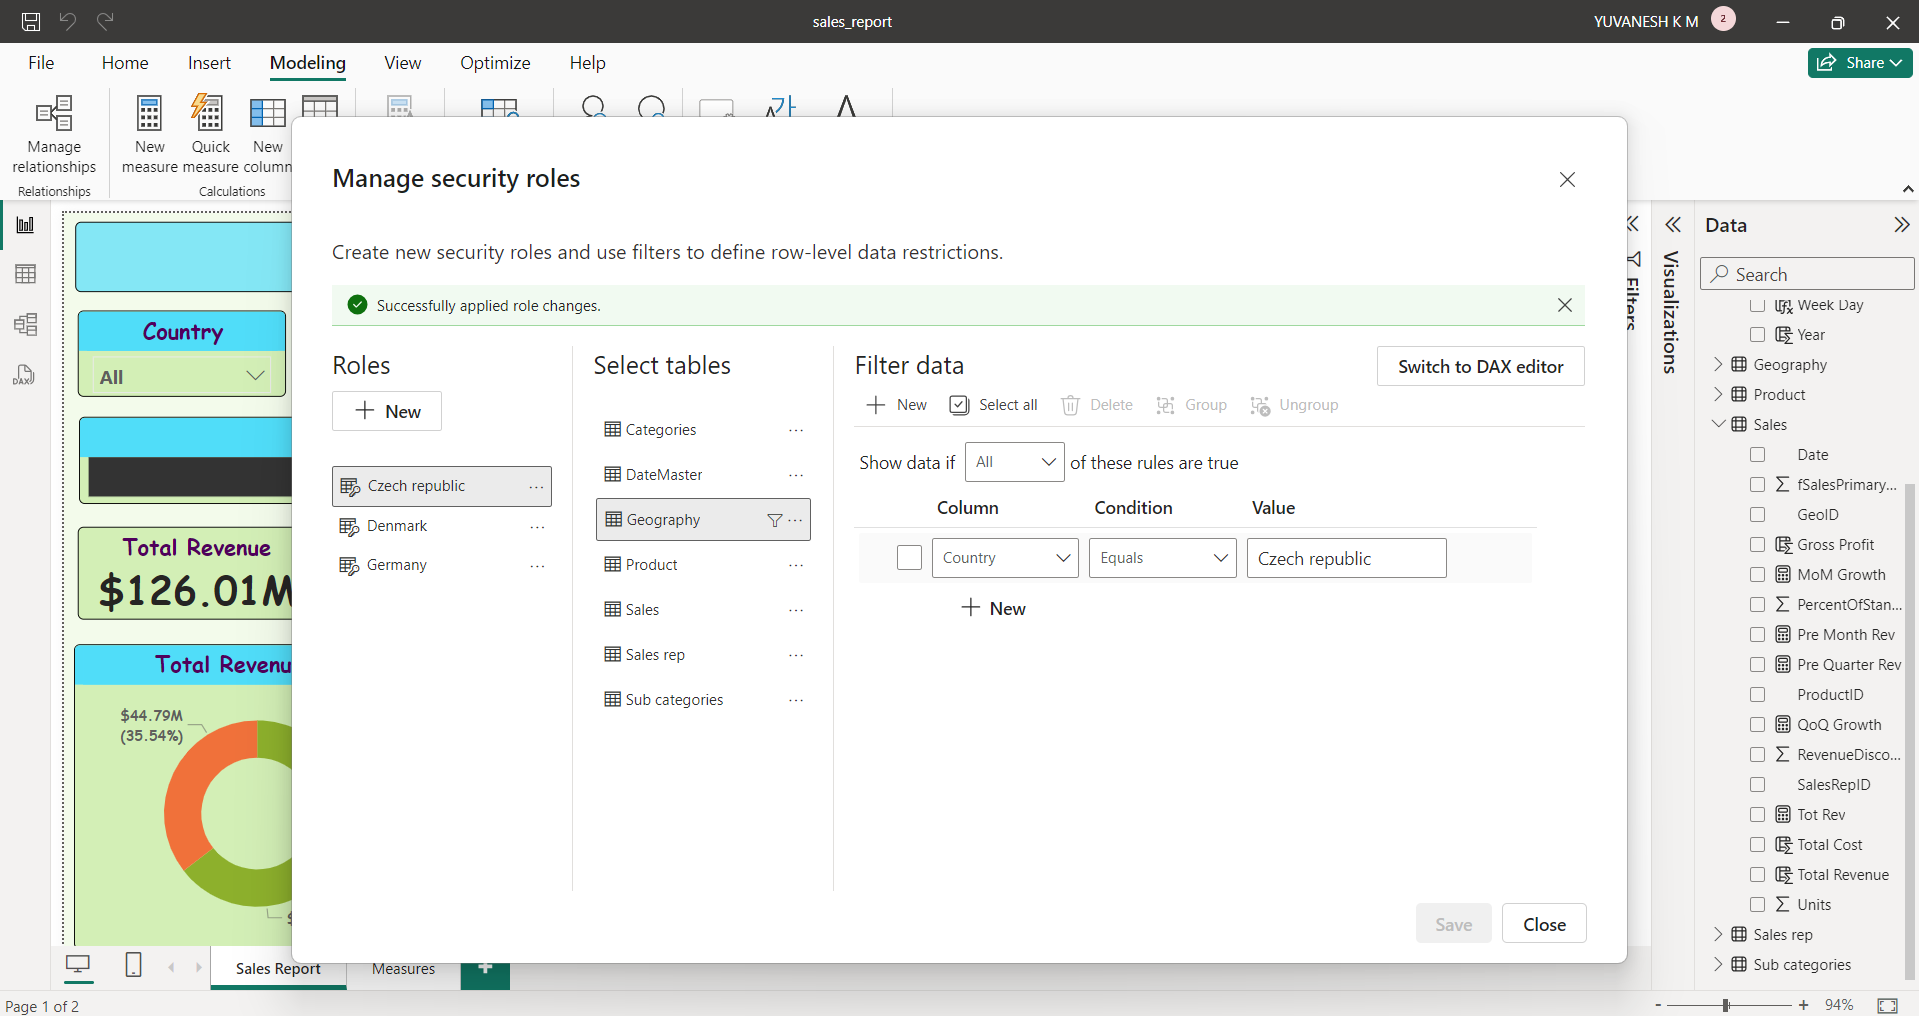 sales_report
YUVANESH K M
2
File
Home
Insert
Modeling
View
Optimize
Help
Share
Manage relationships
New measure
Quick measure
New column
Relationships
Calculations
Manage security roles
Create new security roles and use filters to define row-level data restrictions.
Successfully applied role changes.
Roles
New
Czech republic
Denmark
Germany
Select tables
Categories
DateMaster
Geography
Product
Sales
Sales rep
Sub categories
Filter data
Switch to DAX editor
New
Select all
Delete
Group
Ungroup
Show data if All of these rules are true
Column Condition Value
Country Equals Czech republic
New
Save
Close
Country
All
Total Revenue
$126.01M
Total Revenu
$44.79M
(35.54%)
Filters
Visualizations
Data
Search
Week Day
Year
Geography
Product
Sales
Date
fSalesPrimary...
GeoID
Gross Profit
MoM Growth
PercentOfStan...
Pre Month Rev
Pre Quarter Rev
ProductID
QoQ Growth
RevenueDisco...
SalesRepID
Tot Rev
Total Cost
Total Revenue
Units
Sales rep
Sub categories
DAX
Sales Report
Measures
Page 1 of 2
94%